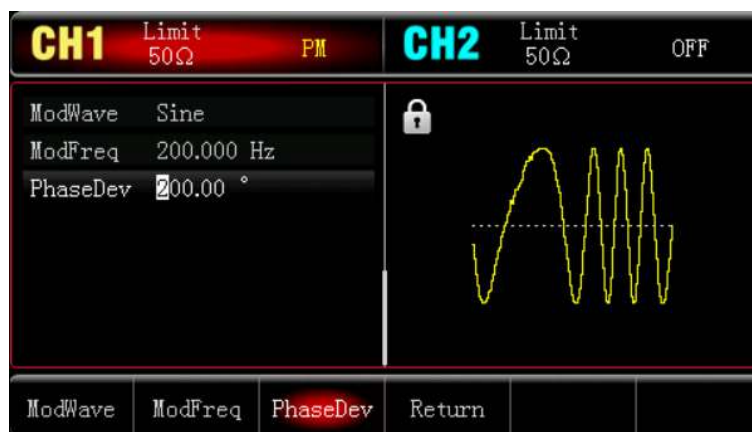 CH1 Limit 50Ω PM CH2 Limit 50Ω OFF
ModWave Sine
ModFreq 200.000 Hz
PhaseDev 200.00 °
ModWave ModFreq PhaseDev Return